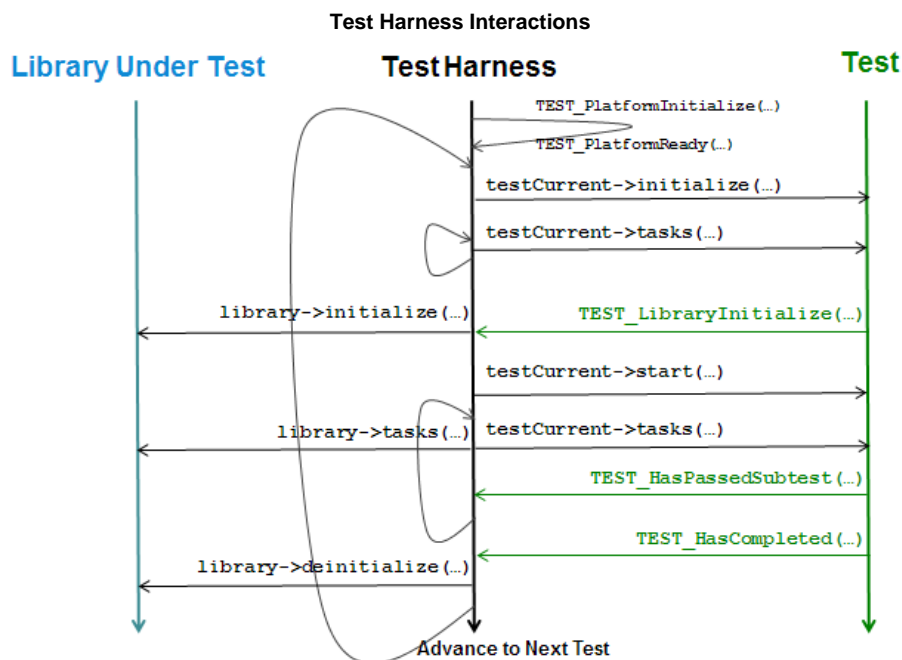 Test Harness Interactions
Library Under Test
Test Harness
Test
TEST_PlatformInitialize(…)
TEST_PlatformReady(…)
testCurrent->initialize(…)
testCurrent->tasks(…)
library->initialize(…)
TEST_LibraryInitialize(…)
testCurrent->start(…)
library->tasks(…)
testCurrent->tasks(…)
TEST_HasPassedSubtest(…)
TEST_HasCompleted(…)
library->deinitialize(…)
Advance to Next Test